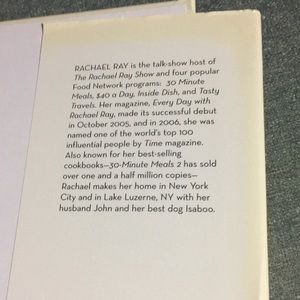 RACHAEL RAY is the talk-show host of
The Rachael Ray Show and four popular
Food Network programs: 30 Minute
Meals, $40 a Day, Inside Dish, and Tasty
Travels. Her magazine, Every Day with
Rachael Ray, made its successful debut
in October 2005, and in 2006, she was
named one of the world's top 100
influential people by Time magazine.
Also known for her best-selling
cookbooks—30-Minute Meals 2 has sold
over one and a half million copies—
Rachael makes her home in New York
City and in Lake Luzerne, NY with her
husband John and her best dog Isaboo.